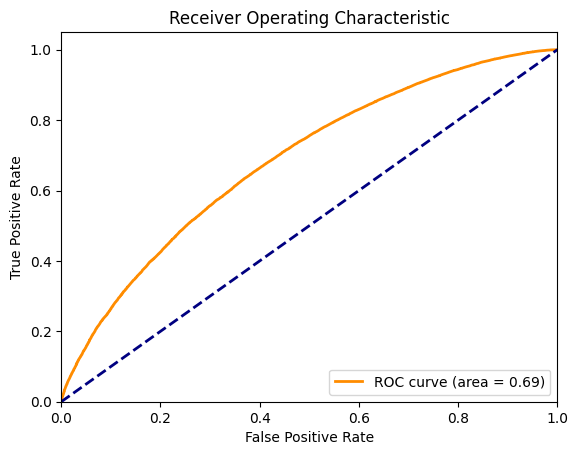 Receiver Operating Characteristic
True Positive Rate
1.0
0.8
0.6
0.4
0.2
0.0
0.0 0.2 0.4 0.6 0.8 1.0
False Positive Rate
ROC curve (area = 0.69)